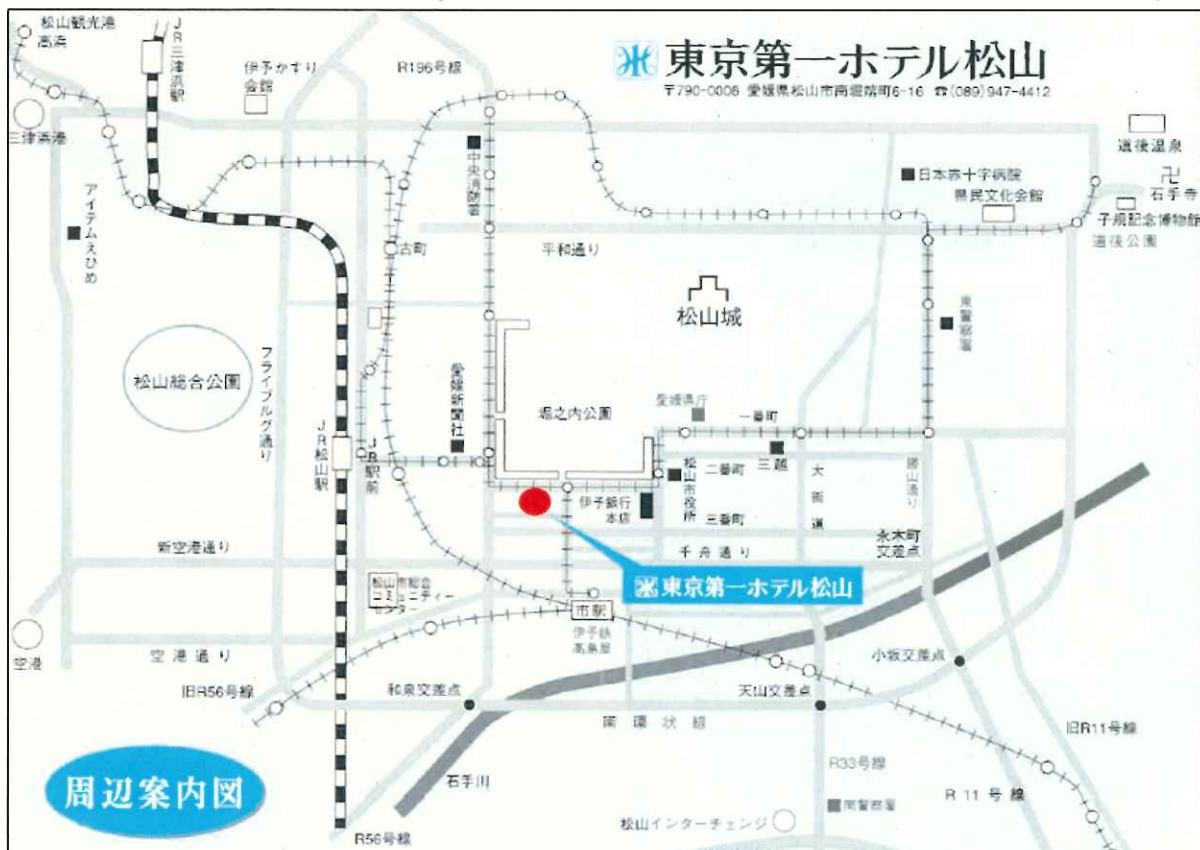 東京第一ホテル松山
〒790-0006 愛媛県松山市南堀端町6-16 ☎(089)947-4412
松山観光港
高浜
JR三津浜駅
伊予かすり
会館
R196号線
三津浜港
中央消防署
アイテムえひめ
古町
平和通り
日本赤十字病院
県民文化会館
道後温泉
卍
石手寺
子規記念博物館
道後公園
松山城
東警察署
松山総合公園
フライブルグ通り
愛媛新聞社
堀之内公園
愛媛県庁
一番町
JR松山駅
JR駅前
松山市役所
二番町
三越
大街道
勝山通り
伊予銀行
本店
三番町
永木町
交差点
新空港通り
千舟通り
東京第一ホテル松山
松山市総合
コミュニティー
センター
市駅
伊予鉄
高島屋
空港
空港通り
小坂交差点
旧R56号線
和泉交差点
天山交差点
南環状線
旧R11号線
周辺案内図
石手川
R33号線
R11号線
南警察署
R56号線
松山インターチェンジ